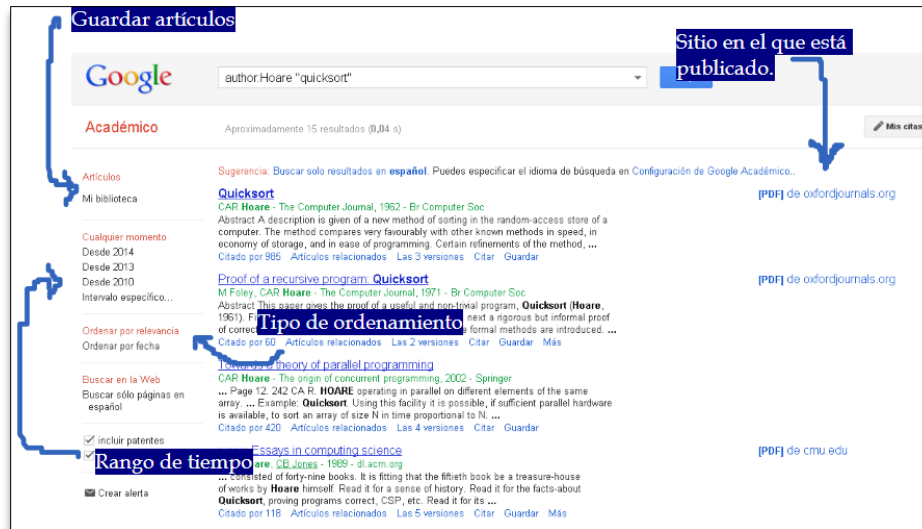 Guardar artículos
Sitio en el que está
publicado.
Google
author:Hoare "quicksort"
Académico
Aproximadamente 15 resultados (0,04 s)
Mis citas
Artículos
Mi biblioteca
Cualquier momento
Desde 2014
Desde 2013
Desde 2010
Intervalo específico...
Ordenar por relevancia
Ordenar por fecha
Buscar en la Web
Buscar sólo páginas en
español
incluir patentes
Rango de tiempo
Crear alerta
Sugerencia: Buscar solo resultados en español. Puedes especificar el idioma de búsqueda en Configuración de Google Académico..
Quicksort
[PDF] de oxfordjournals.org
CAR Hoare - The Computer Journal, 1962 - Br Computer Soc
Abstract A description is given of a new method of sorting in the random-access store of a
computer. The method compares very favourably with other known methods in speed, in
economy of storage, and in ease of programming. Certain refinements of the method, ...
Citado por 985 Artículos relacionados Las 3 versiones Citar Guardar
Proof of a recursive program: Quicksort
[PDF] de oxfordjournals.org
M Foley, CAR Hoare - The Computer Journal, 1971 - Br Computer Soc
Abstract This paper gives the proof of a useful and non-trivial program, Quicksort (Hoare,
1961). next a rigorous but informal proof
Tipo de ordenamiento
of formal methods are introduced. ...
Citado por 60 Artículos relacionados Las 2 versiones Citar Guardar Más
theory of parallel programming
CAR Hoare - The origin of concurrent programming, 2002 - Springer
... Page 12. 242 CA R. HOARE operating in parallel on different elements of the same
array. ... Example: Quicksort. Using this facility it is possible, if sufficient parallel hardware
is available, to sort an array of size N in time proportional to N. ...
Citado por 420 Artículos relacionados Las 4 versiones Citar Guardar
Essays in computing science
[PDF] de cmu.edu
CB Jones - 1989 - dl.acm.org
... consisted of forty-nine books. It is fitting that the fiftieth book be a treasure-house
of works by Hoare himself. Read it for a sense of history. Read it for the facts-about
Quicksort, proving programs correct, CSP, etc. Read it for its ...
Citado por 118 Artículos relacionados Las 5 versiones Citar Guardar Más